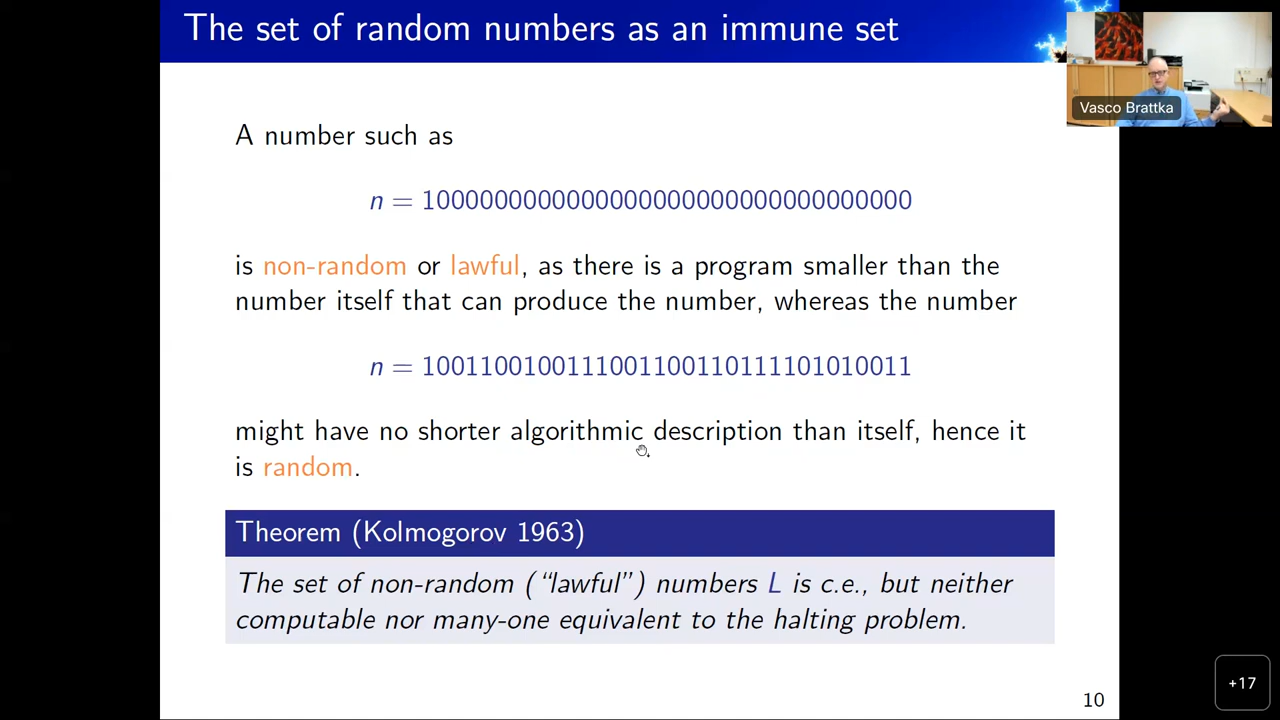 The set of random numbers as an immune set
Vasco Brattka
A number such as
n = 1000000000000000000000000000000000
is non-random or lawful, as there is a program smaller than the
number itself that can produce the number, whereas the number
n = 1001100100111001100110111101010011
might have no shorter algorithmic description than itself, hence it
is random.
Theorem (Kolmogorov 1963)
The set of non-random (“lawful”) numbers L is c.e., but neither
computable nor many-one equivalent to the halting problem.
+17
10